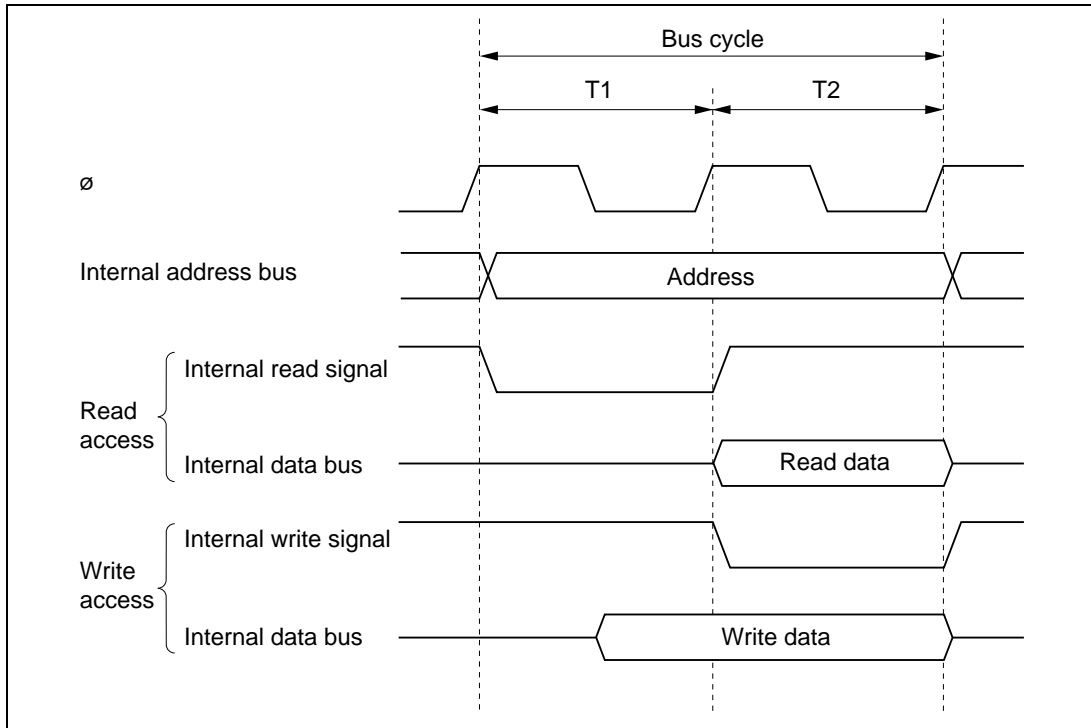 Bus cycle
T1
T2
ø
Internal address bus
Address
Internal read signal
Read
access
Internal data bus
Read data
Internal write signal
Write
access
Internal data bus
Write data